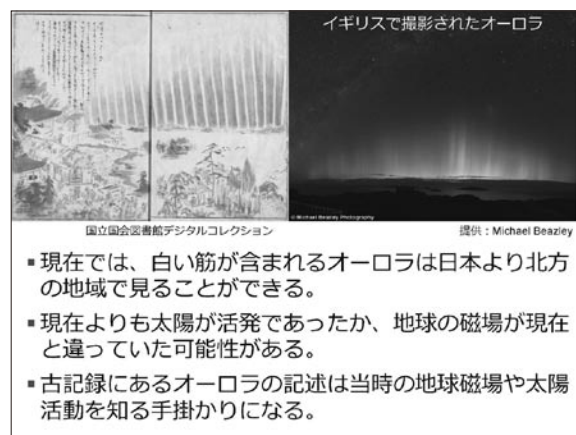 イギリスで撮影されたオーロラ
© Michael Beazley Photography
国立国会図書館デジタルコレクション
提供：Michael Beazley
▪現在では、白い筋が含まれるオーロラは日本より北方
の地域で見ることができる。
▪現在よりも太陽が活発であったか、地球の磁場が現在
と違っていた可能性がある。
▪古記録にあるオーロラの記述は当時の地球磁場や太陽
活動を知る手掛かりになる。